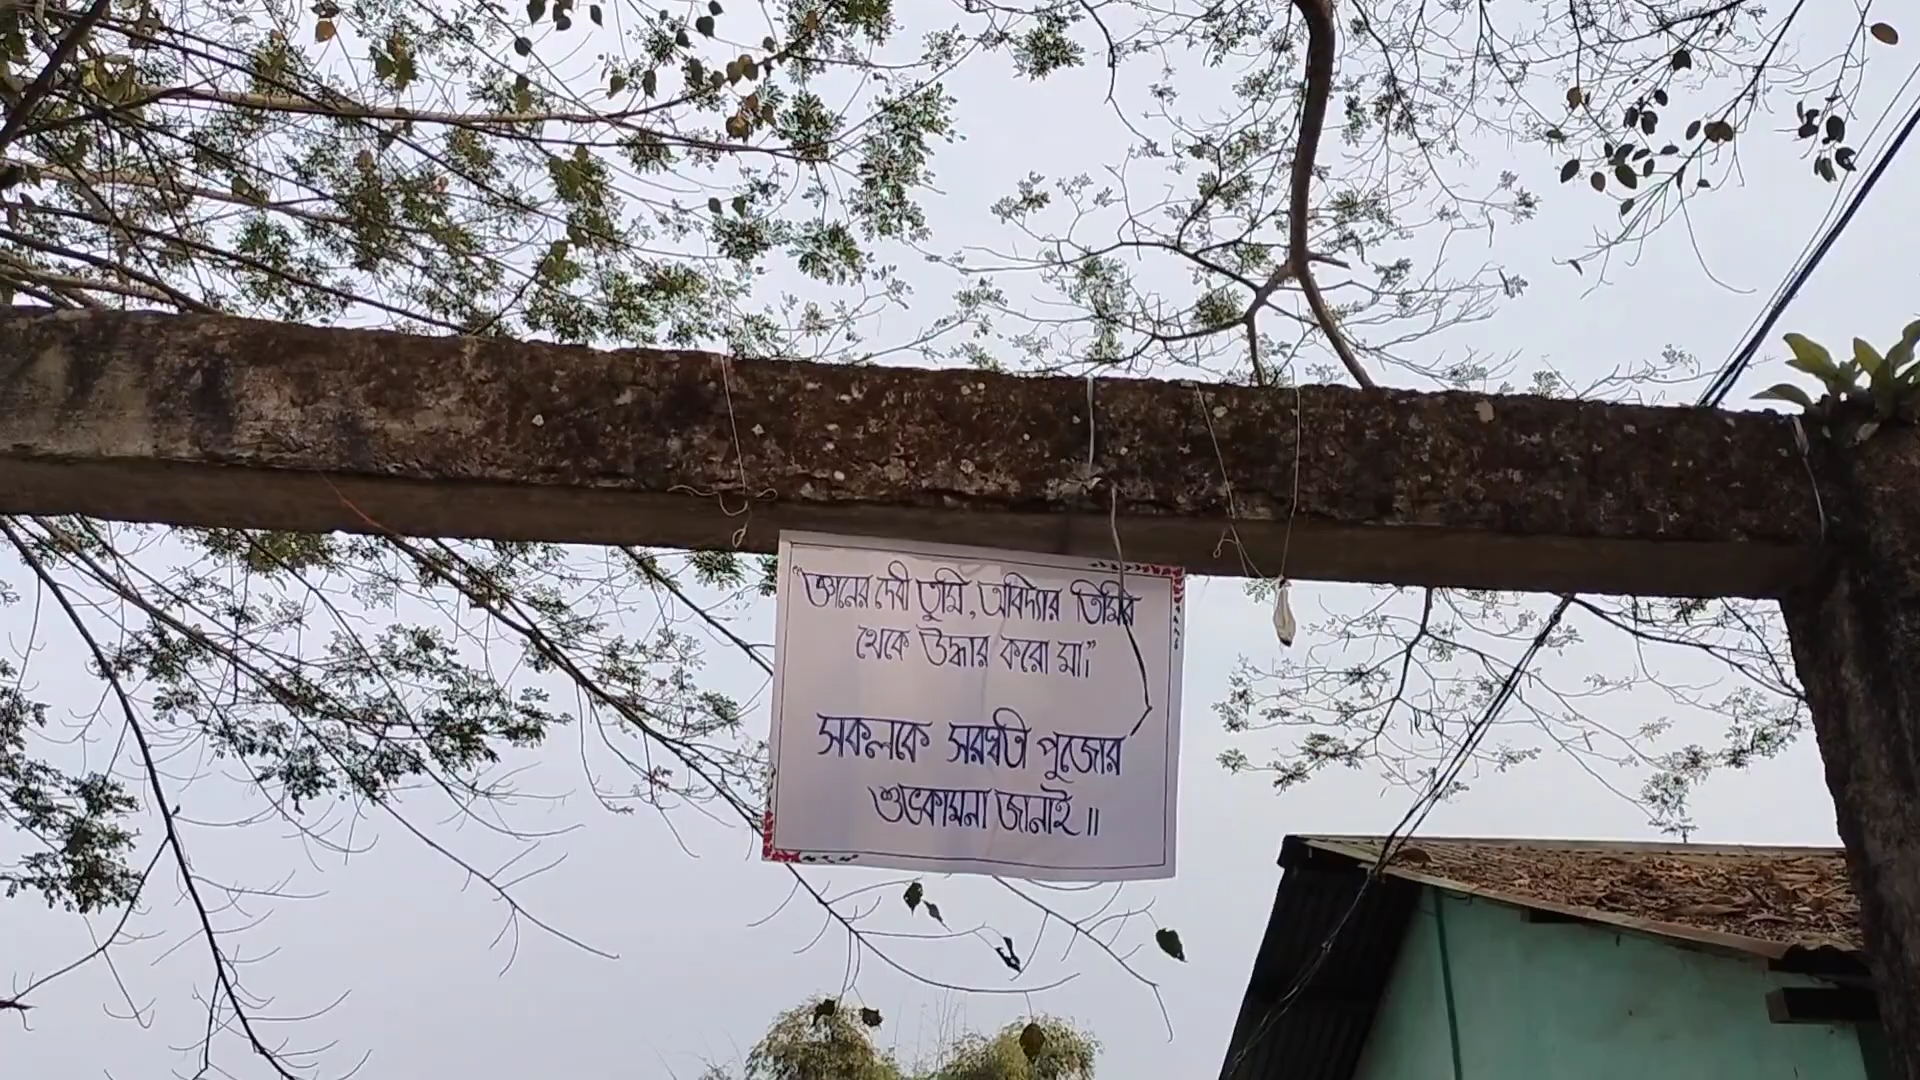 "জ্ঞানের দেবী তুমি, অবিদ্যার তিমির
থেকে উদ্ধার করো মা।"
সকলকে সরস্বতী পুজোর
শুভকামনা জানাই॥